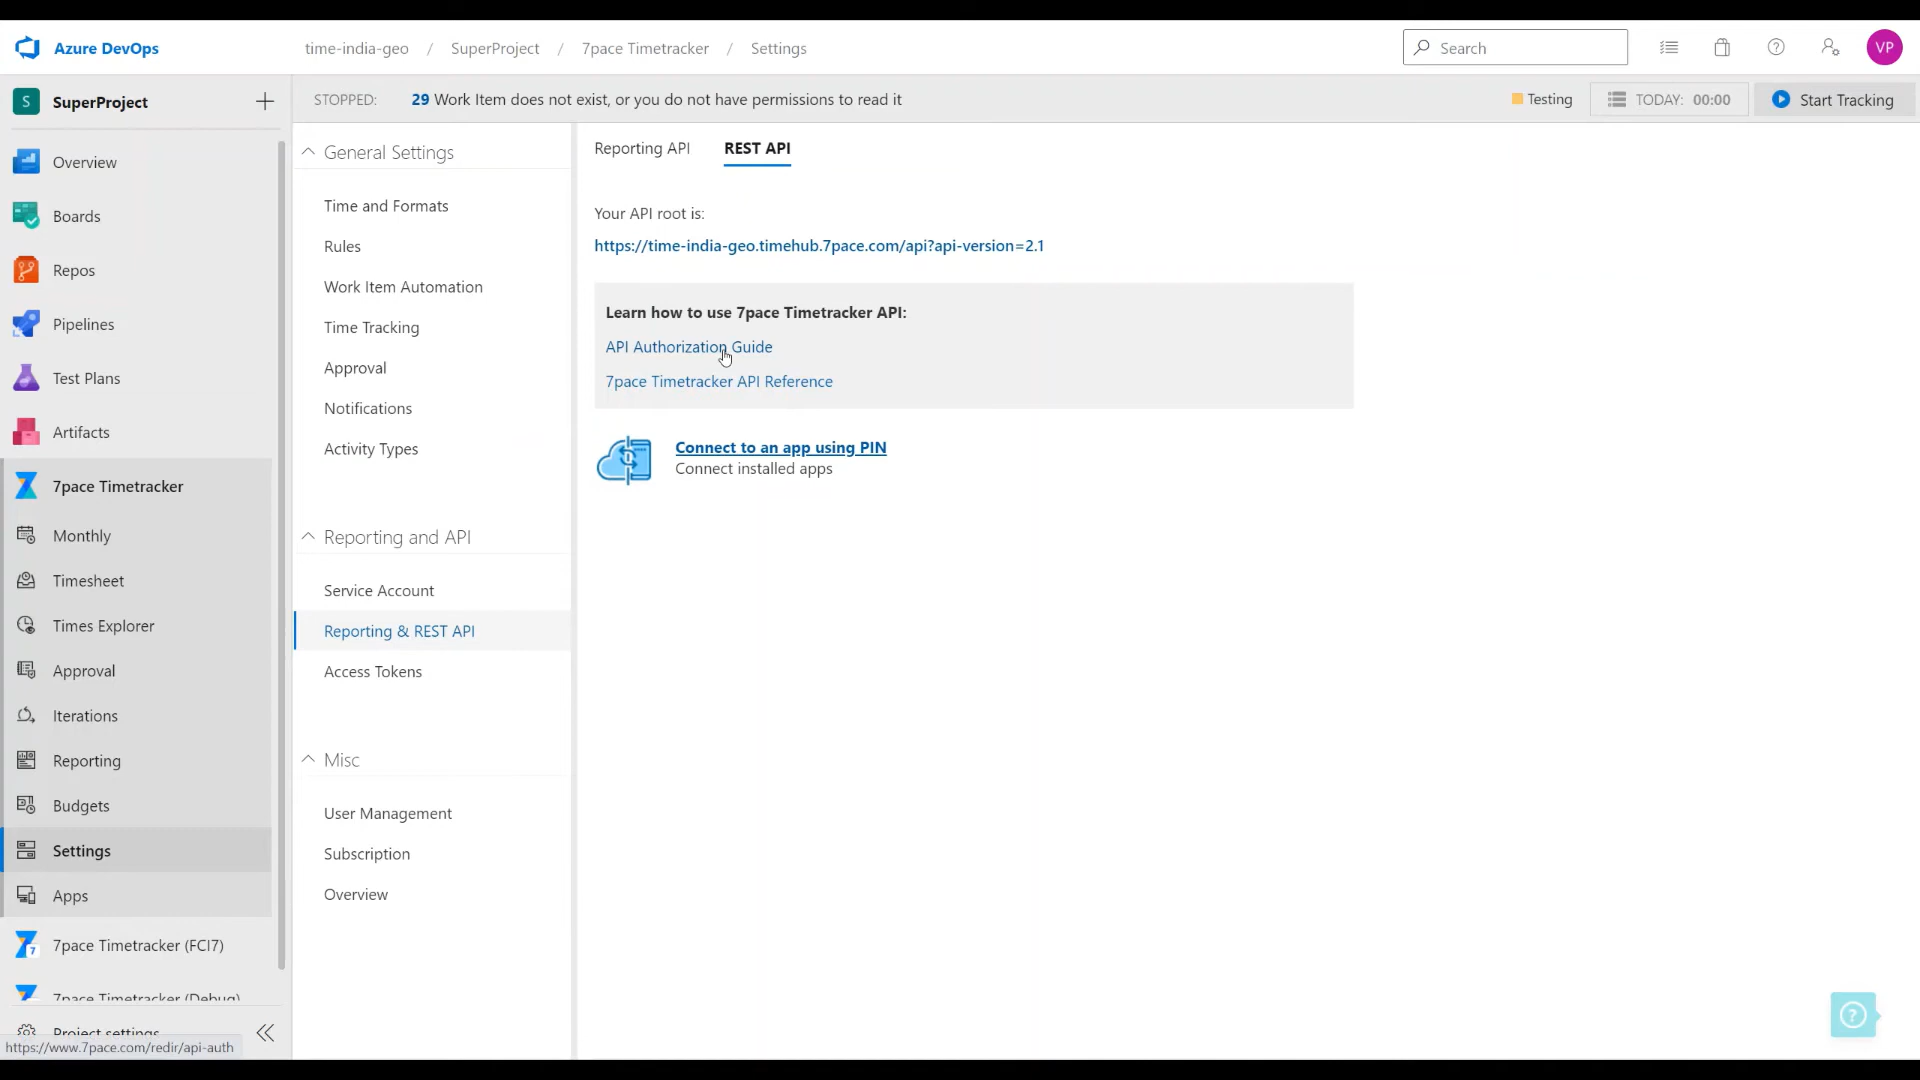 Azure DevOps
time-india-geo / SuperProject / 7pace Timetracker / Settings
Search
VP
S SuperProject
STOPPED: 29 Work Item does not exist, or you do not have permissions to read it
Testing
TODAY: 00:00
Start Tracking
Overview
Boards
Repos
Pipelines
Test Plans
Artifacts
7pace Timetracker
Monthly
Timesheet
Times Explorer
Approval
Iterations
Reporting
Budgets
Settings
Apps
7pace Timetracker (FCI7)
7pace Timetracker (Debug)
Project settings
https://www.7pace.com/redir/api-auth
General Settings
Time and Formats
Rules
Work Item Automation
Time Tracking
Approval
Notifications
Activity Types
Reporting and API
Service Account
Reporting & REST API
Access Tokens
Misc
User Management
Subscription
Overview
Reporting API
REST API
Your API root is:
https://time-india-geo.timehub.7pace.com/api?api-version=2.1
Learn how to use 7pace Timetracker API:
API Authorization Guide
7pace Timetracker API Reference
Connect to an app using PIN
Connect installed apps